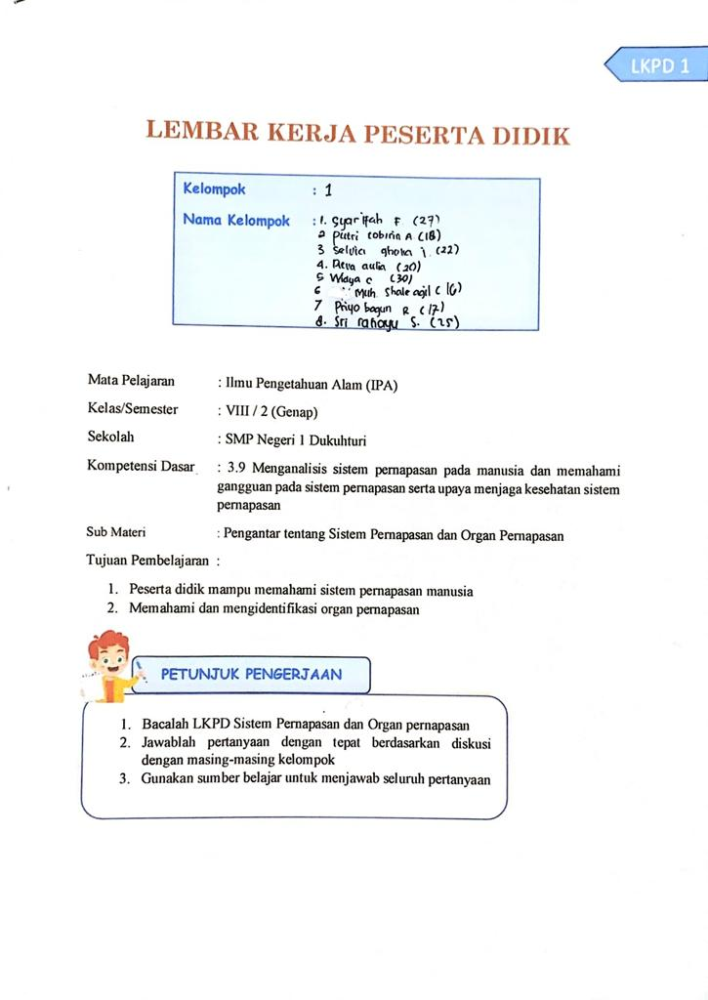 LKPD 1
LEMBAR KERJA PESERTA DIDIK
Kelompok : 1
Nama Kelompok : 1. Syariffah F (27)
2 Putri cobirin A (18)
3 Selvia (22)
4. Reva aulia (20)
5 Widya c (30)
6 Muh. Shale aqil (16)
7 Priyo bagun R (17)
8. Sri rahayu S. (25)
Mata Pelajaran : Ilmu Pengetahuan Alam (IPA)
Kelas/Semester : VIII / 2 (Genap)
Sekolah : SMP Negeri 1 Dukuhturi
Kompetensi Dasar : 3.9 Menganalisis sistem pernapasan pada manusia dan memahami
gangguan pada sistem pernapasan serta upaya menjaga kesehatan sistem
pernapasan
Sub Materi : Pengantar tentang Sistem Pernapasan dan Organ Pernapasan
Tujuan Pembelajaran :
1. Peserta didik mampu memahami sistem pernapasan manusia
2. Memahami dan mengidentifikasi organ pernapasan
PETUNJUK PENGERJAAN
1. Bacalah LKPD Sistem Pernapasan dan Organ pernapasan
2. Jawablah pertanyaan dengan tepat berdasarkan diskusi
dengan masing-masing kelompok
3. Gunakan sumber belajar untuk menjawab seluruh pertanyaan